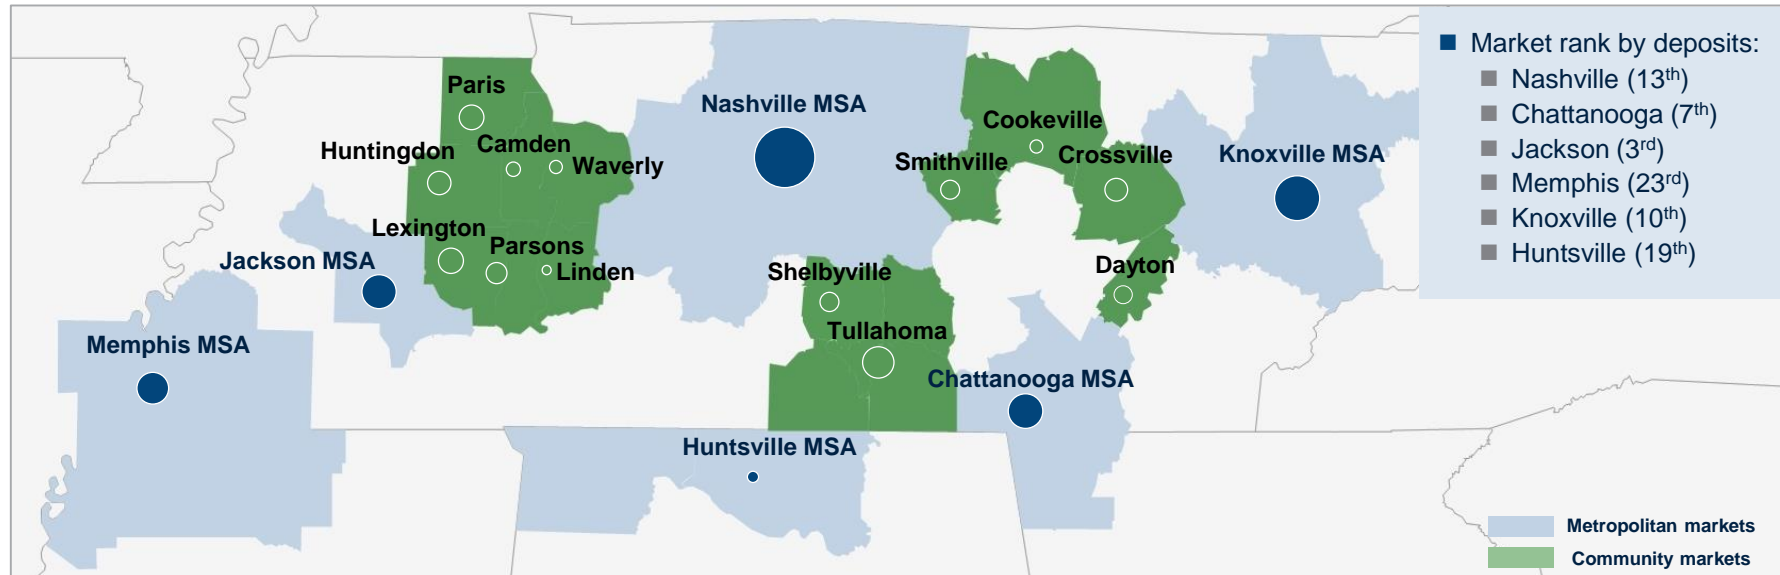 Market rank by deposits:
Nashville (13th)
Chattanooga (7th)
Jackson (3rd)
Memphis (23rd)
Knoxville (10th)
Huntsville (19th)
Paris
Nashville MSA
Cookeville
Huntingdon
Camden
Waverly
Smithville
Crossville
Knoxville MSA
Lexington
Parsons
Jackson MSA
Linden
Shelbyville
Dayton
Memphis MSA
Tullahoma
Chattanooga MSA
Huntsville MSA
Metropolitan markets
Community markets